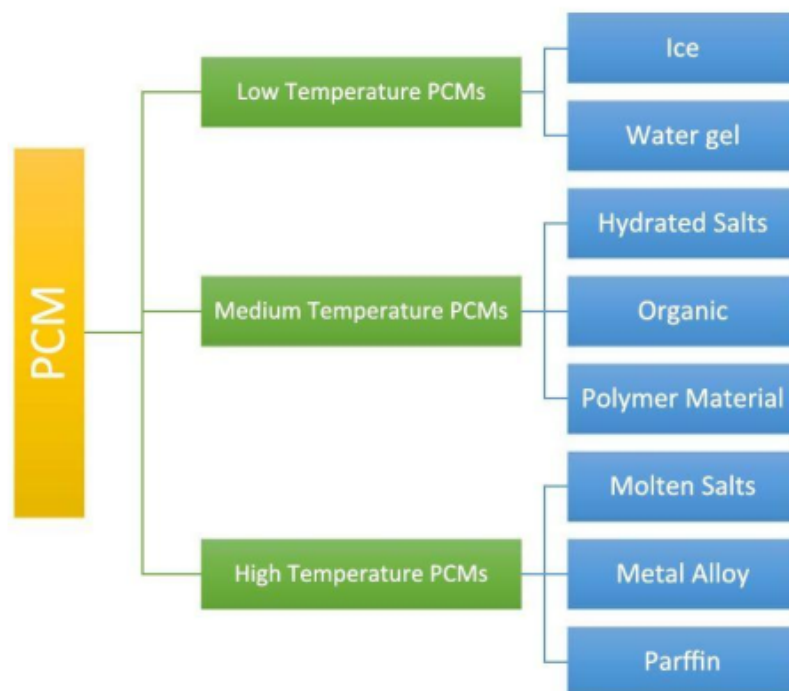 PCM
Low Temperature PCMs
Ice
Water gel
Medium Temperature PCMs
Hydrated Salts
Organic
Polymer Material
High Temperature PCMs
Molten Salts
Metal Alloy
Parffin